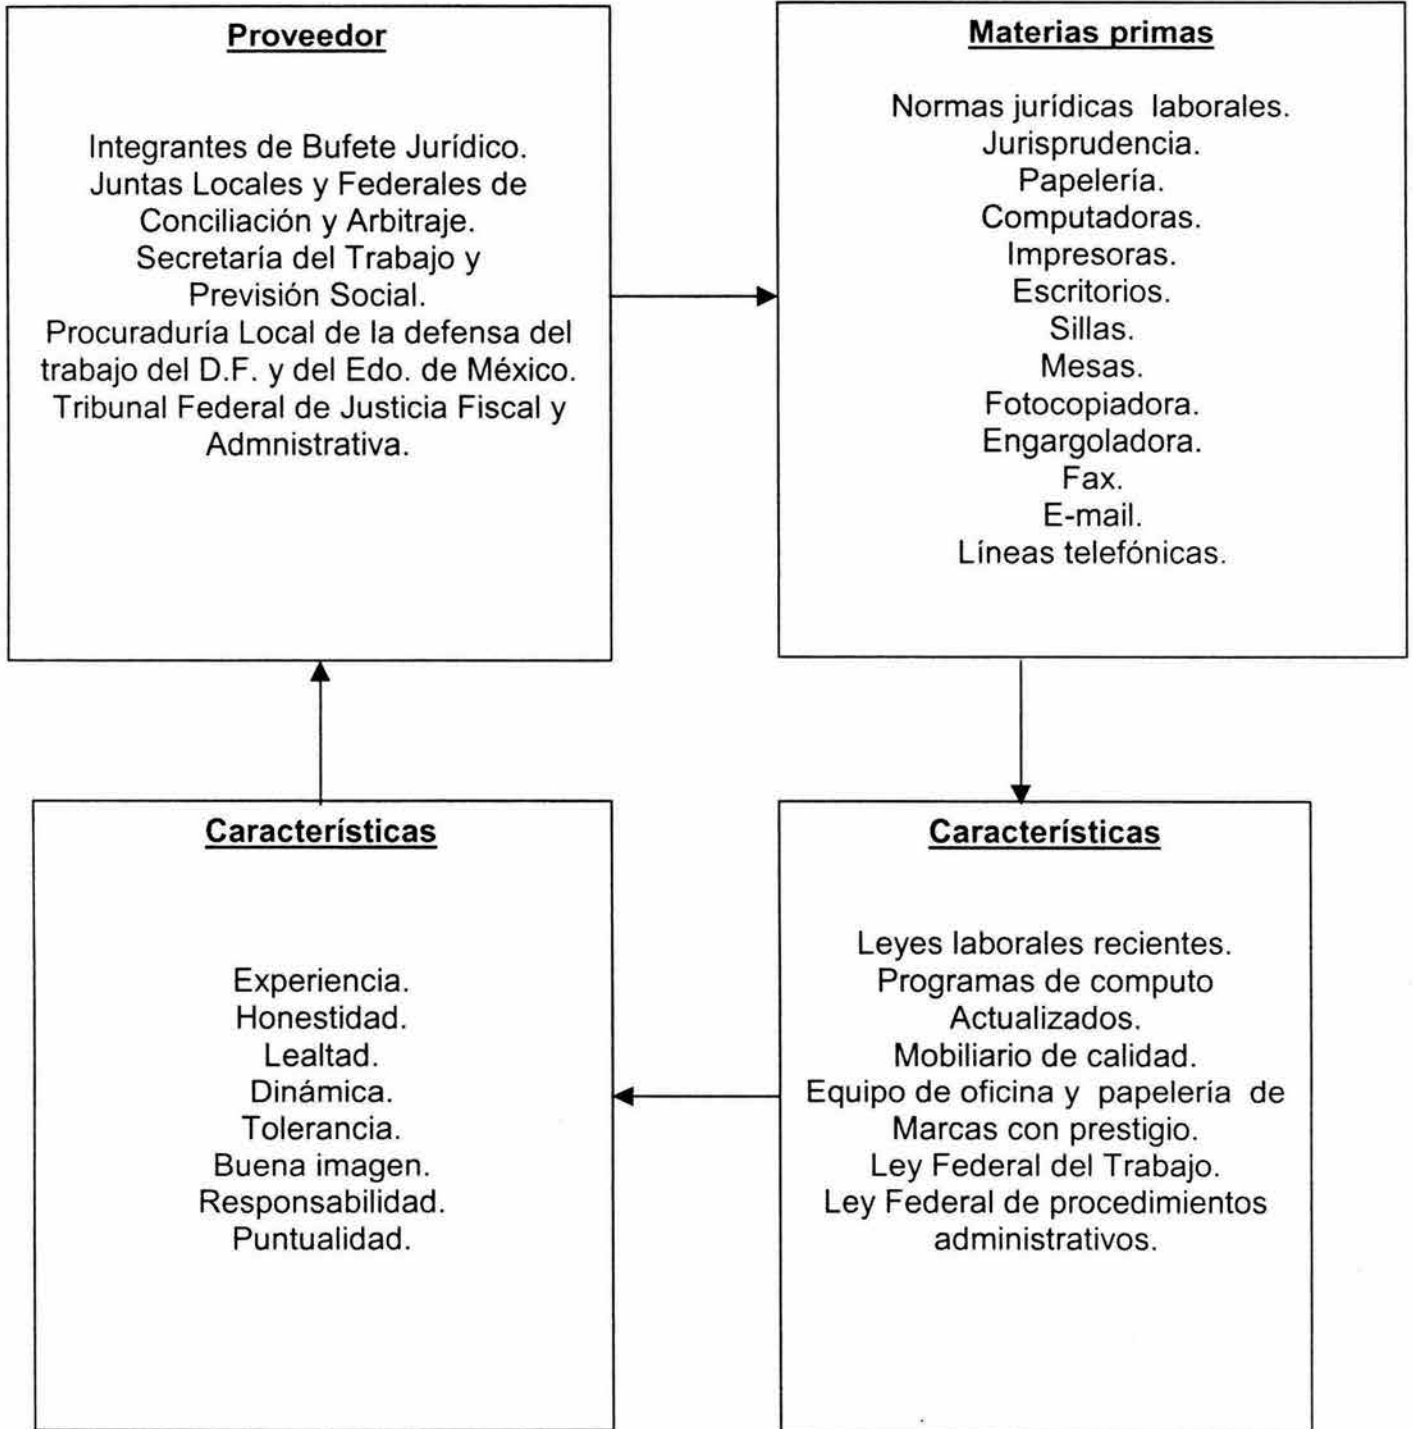 Proveedor
Integrantes de Bufete Jurídico.
Juntas Locales y Federales de
Conciliación y Arbitraje.
Secretaría del Trabajo y
Previsión Social.
Procuraduría Local de la defensa del
trabajo del D.F. y del Edo. de México.
Tribunal Federal de Justicia Fiscal y
Admnistrativa.
Materias primas
Normas jurídicas laborales.
Jurisprudencia.
Papelería.
Computadoras.
Impresoras.
Escritorios.
Sillas.
Mesas.
Fotocopiadora.
Engargoladora.
Fax.
E-mail.
Líneas telefónicas.
Características
Experiencia.
Honestidad.
Lealtad.
Dinámica.
Tolerancia.
Buena imagen.
Responsabilidad.
Puntualidad.
Características
Leyes laborales recientes.
Programas de computo
Actualizados.
Mobiliario de calidad.
Equipo de oficina y papelería de
Marcas con prestigio.
Ley Federal del Trabajo.
Ley Federal de procedimientos
administrativos.